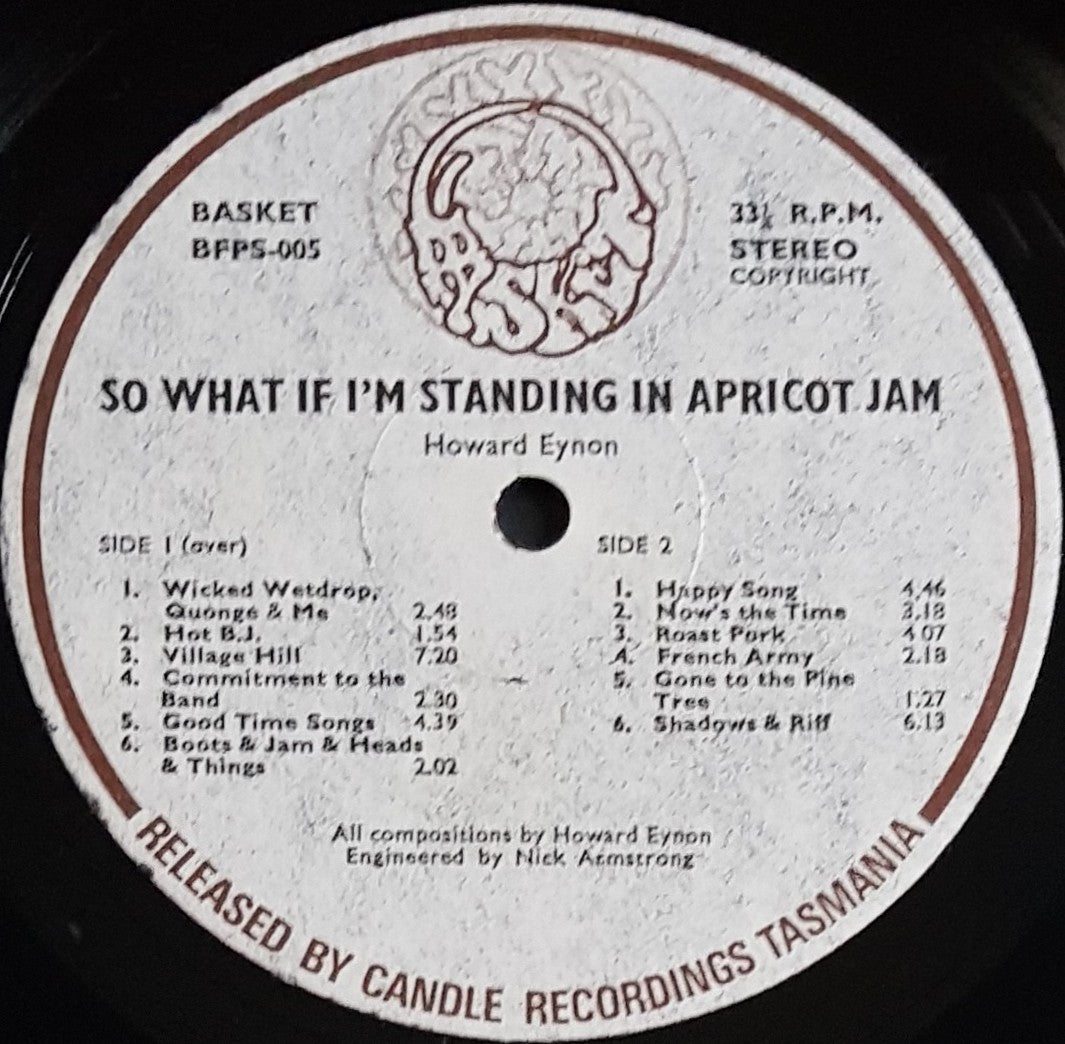 BASKET
BFPS-005
BASKET
33⅓ R.P.M.
STEREO
COPYRIGHT
SO WHAT IF I'M STANDING IN APRICOT JAM
Howard Eynon
SIDE 1 (over)
1. Wicked Wetdrop,
Quonge & Me 2.48
2. Hot B.J. 1.54
3. Village Hill 7.20
4. Commitment to the
Band 2.30
5. Good Time Songs 4.39
6. Boots & Jam & Heads
& Things 2.02
SIDE 2
1. Happy Song 4.46
2. Now's the Time 3.18
3. Roast Pork 4 07
4. French Army 2.18
5. Gone to the Pine
Tree 1.27
6. Shadows & Riff 6.13
All compositions by Howard Eynon
Engineered by Nick Armstrong
RELEASED BY CANDLE RECORDINGS TASMANIA